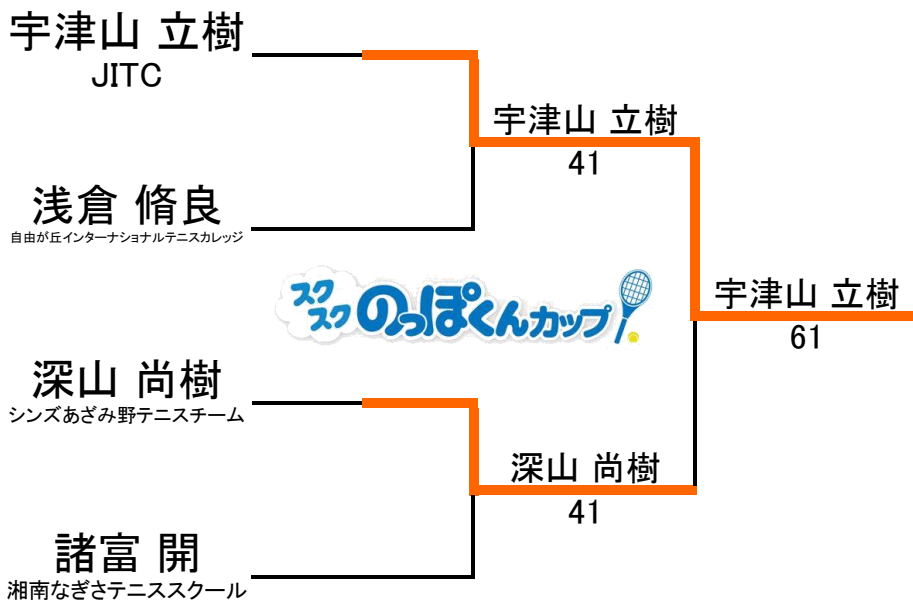 宇津山 立樹
JITC
宇津山 立樹
41
浅倉 脩良
自由が丘インターナショナルテニスカレッジ
スクスクのっぽくんカップ
宇津山 立樹
61
深山 尚樹
シンズあざみ野テニスチーム
深山 尚樹
41
諸富 開
湘南なぎさテニススクール